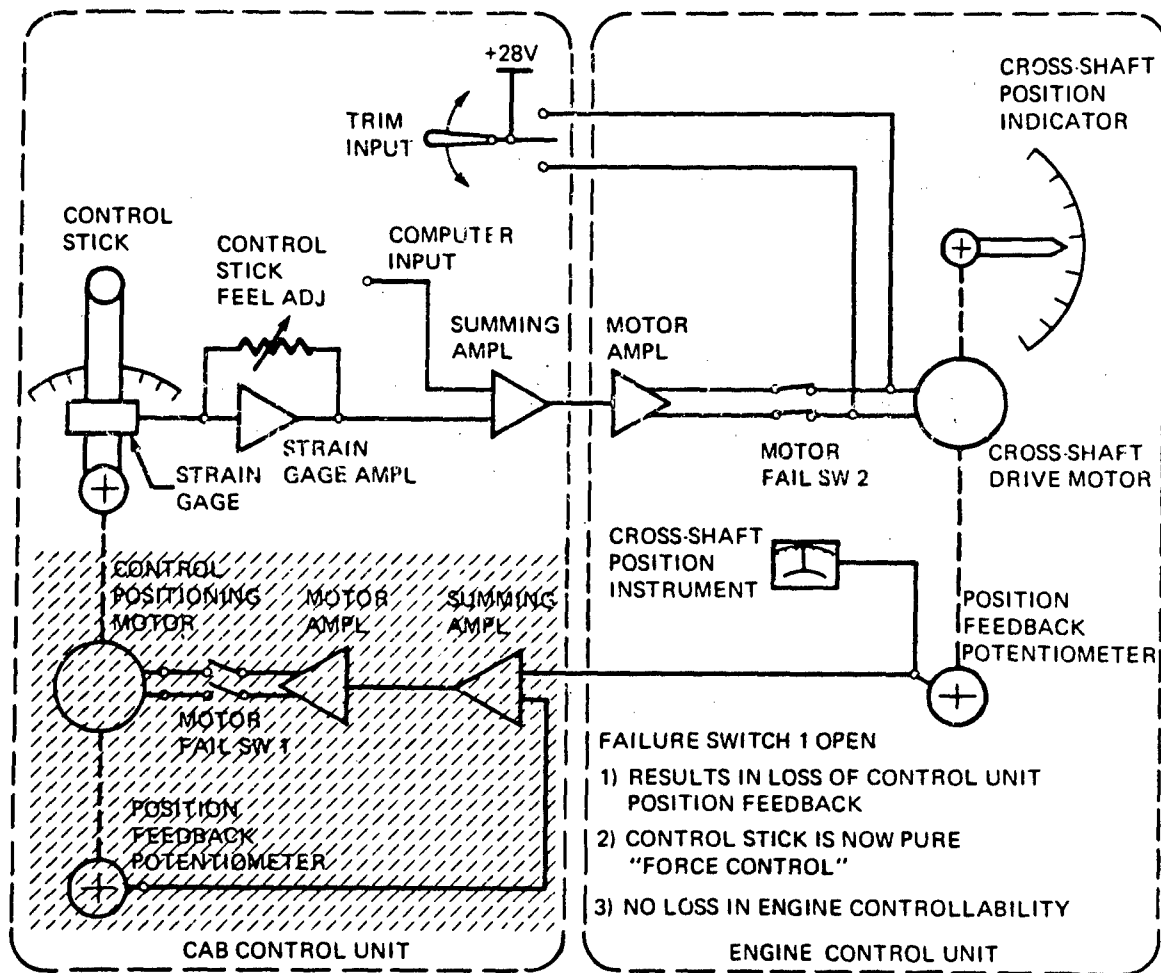 +28V
TRIM
INPUT
CROSS-SHAFT
POSITION
INDICATOR
CONTROL
STICK
CONTROL
STICK
FEEL ADJ
COMPUTER
INPUT
SUMMING
AMPL
MOTOR
AMPL
STRAIN
GAGE
STRAIN
GAGE AMPL
MOTOR
FAIL SW 2
CROSS-SHAFT
DRIVE MOTOR
CROSS-SHAFT
POSITION
INSTRUMENT
CONTROL
POSITIONING
MOTOR
MOTOR
AMPL
SUMMING
AMPL
POSITION
FEEDBACK
POTENTIOMETER
MOTOR
FAIL SW 1
POSITION
FEEDBACK
POTENTIOMETER
FAILURE SWITCH 1 OPEN
1) RESULTS IN LOSS OF CONTROL UNIT
POSITION FEEDBACK
2) CONTROL STICK IS NOW PURE
"FORCE CONTROL"
3) NO LOSS IN ENGINE CONTROLLABILITY
CAB CONTROL UNIT
ENGINE CONTROL UNIT